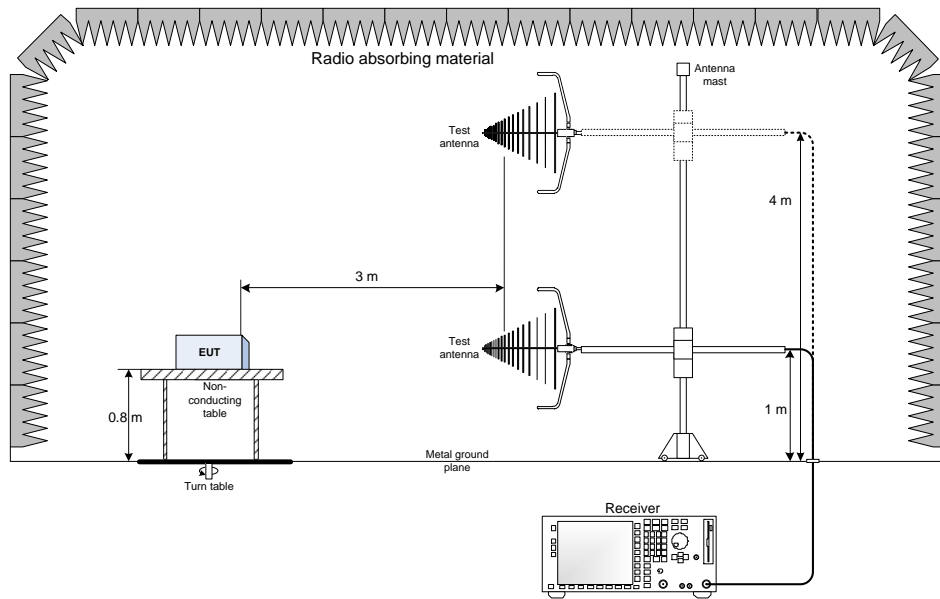 Radio absorbing material
Antenna
mast
Test
antenna
4 m
3 m
EUT
Test
antenna
Non-
conducting
table
0.8 m
1 m
Metal ground
plane
Turn table
Receiver